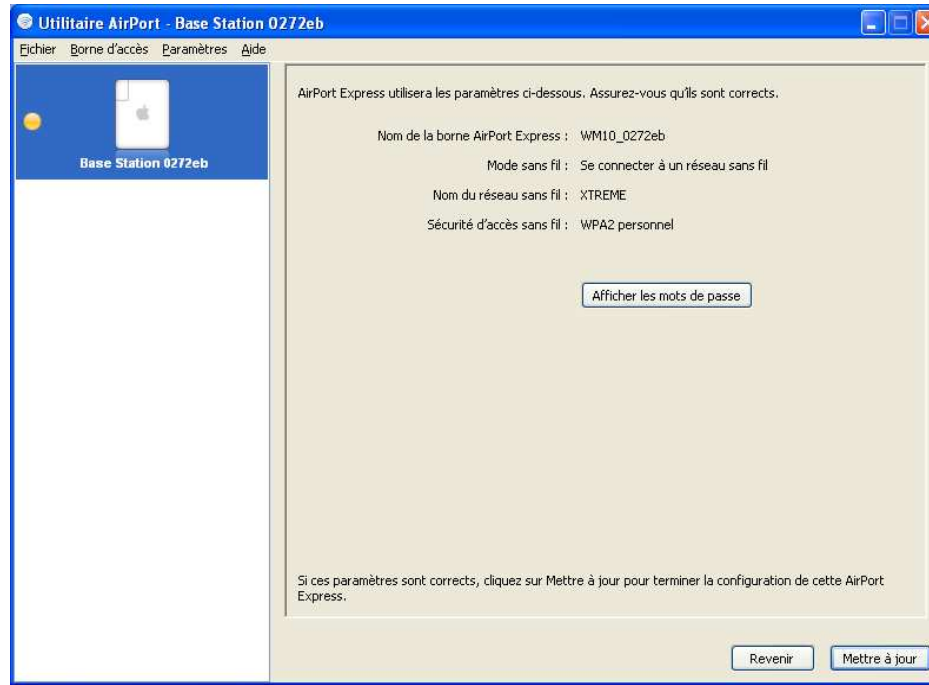 Utilitaire AirPort - Base Station 0272eb
Fichier Borne d'accès Paramètres Aide
Base Station 0272eb
AirPort Express utilisera les paramètres ci-dessous. Assurez-vous qu'ils sont corrects.
Nom de la borne AirPort Express : WM10_0272eb
Mode sans fil : Se connecter à un réseau sans fil
Nom du réseau sans fil : XTREME
Sécurité d'accès sans fil : WPA2 personnel
Afficher les mots de passe
Si ces paramètres sont corrects, cliquez sur Mettre à jour pour terminer la configuration de cette AirPort
Express.
Revenir Mettre à jour